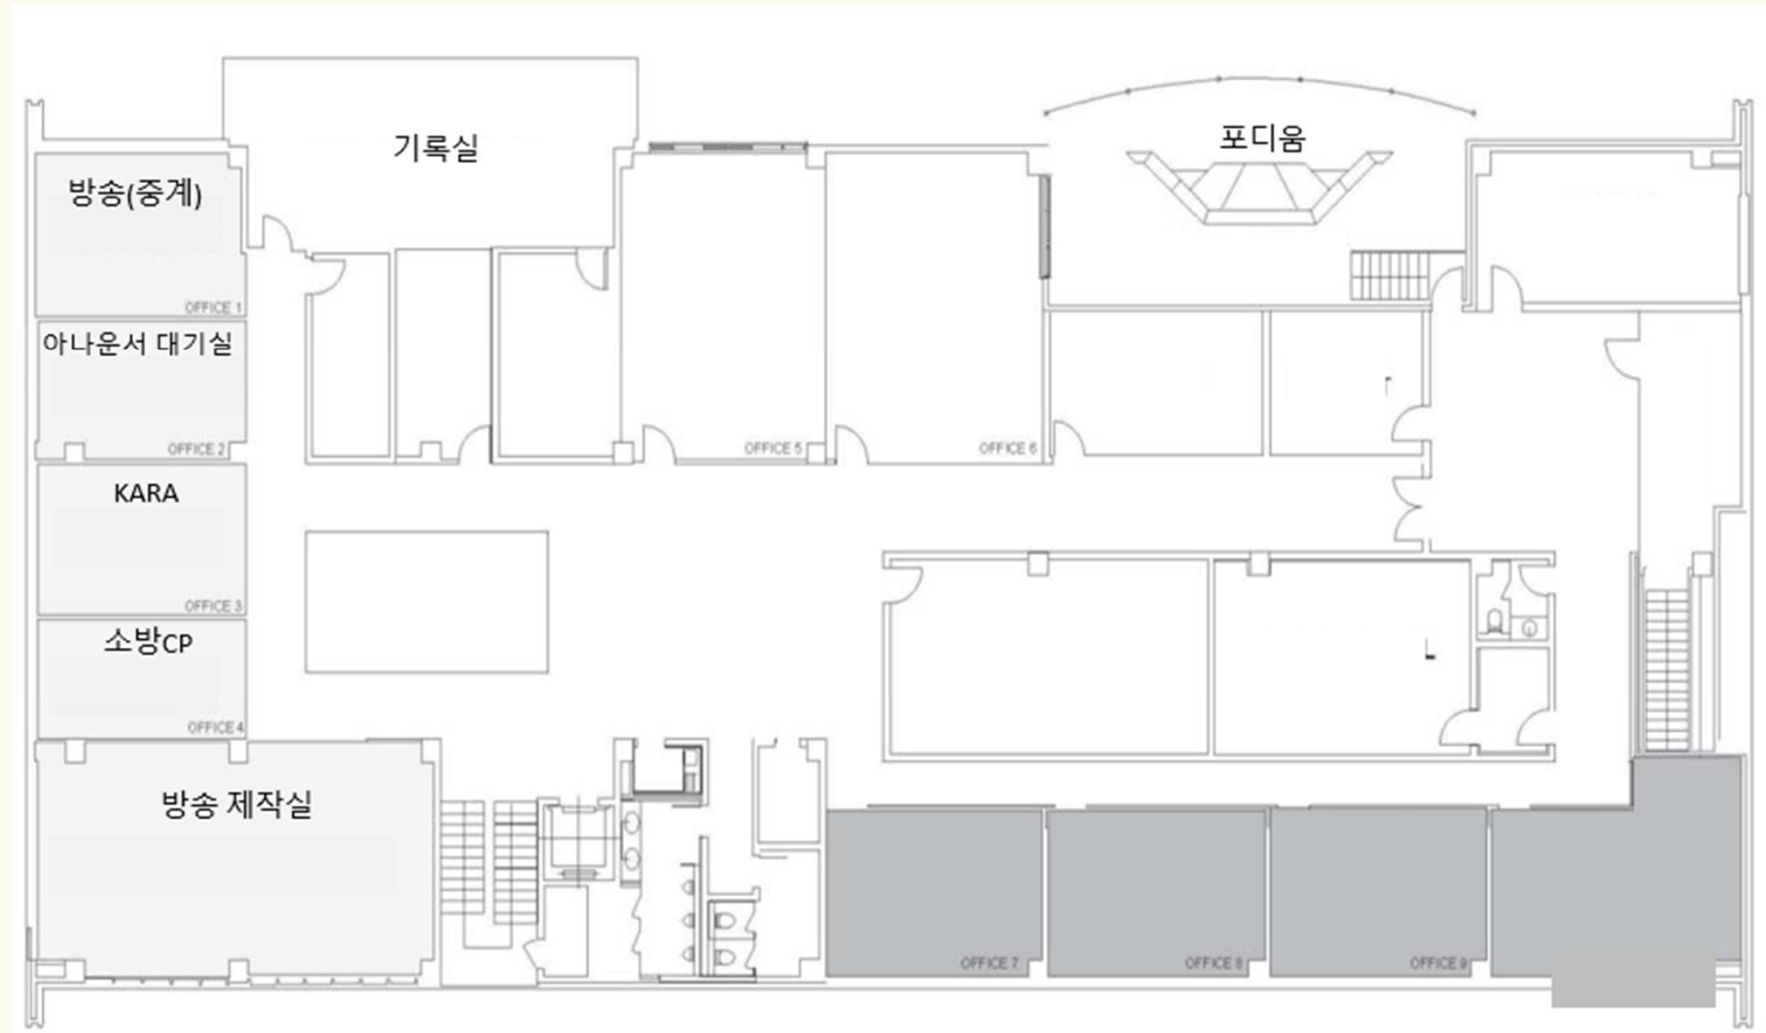 기록실
포디움
방송(중계)
OFFICE 1
아나운서 대기실
OFFICE 2
OFFICE 5
OFFICE 6
KARA
OFFICE 3
소방CP
OFFICE 4
방송 제작실
OFFICE 7
OFFICE 8
OFFICE 9